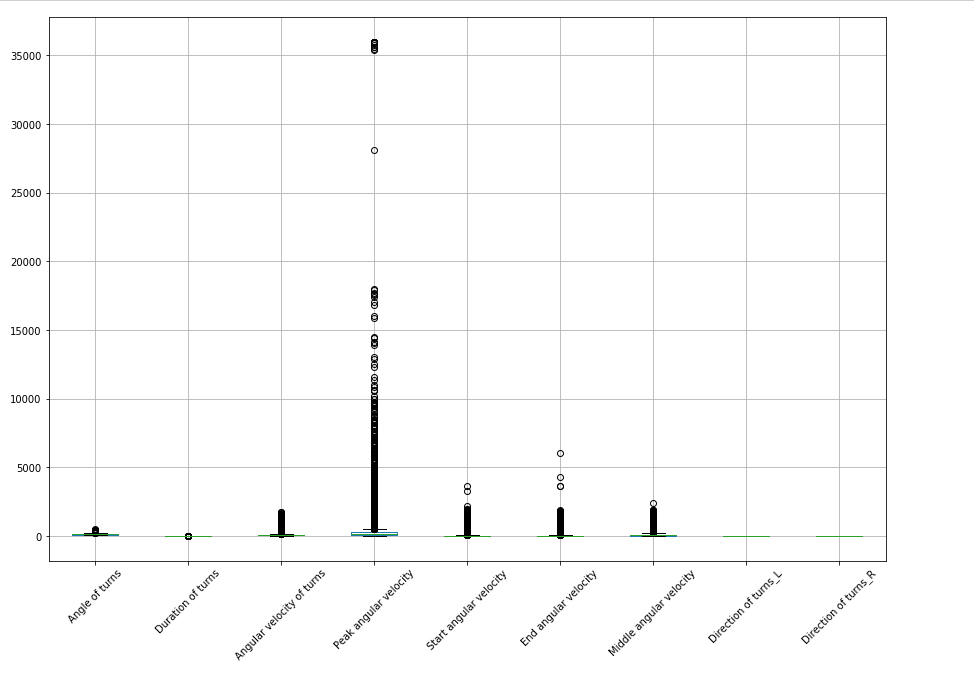 35000
30000
25000
20000
15000
10000
5000
0
Angle of turns
Duration of turns
Angular velocity of turns
Peak angular velocity
Start angular velocity
End angular velocity
Middle angular velocity
Direction of turns_L
Direction of turns_R